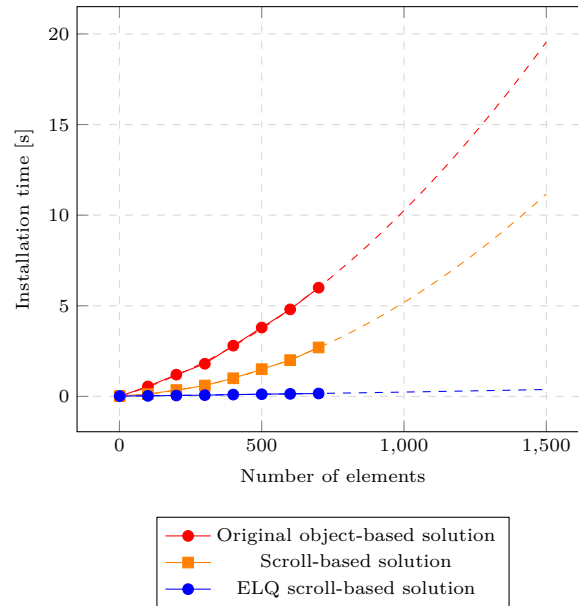 20
15
10
5
0
Installation time [s]
0
500
1,000
1,500
Number of elements
Original object-based solution
Scroll-based solution
ELQ scroll-based solution